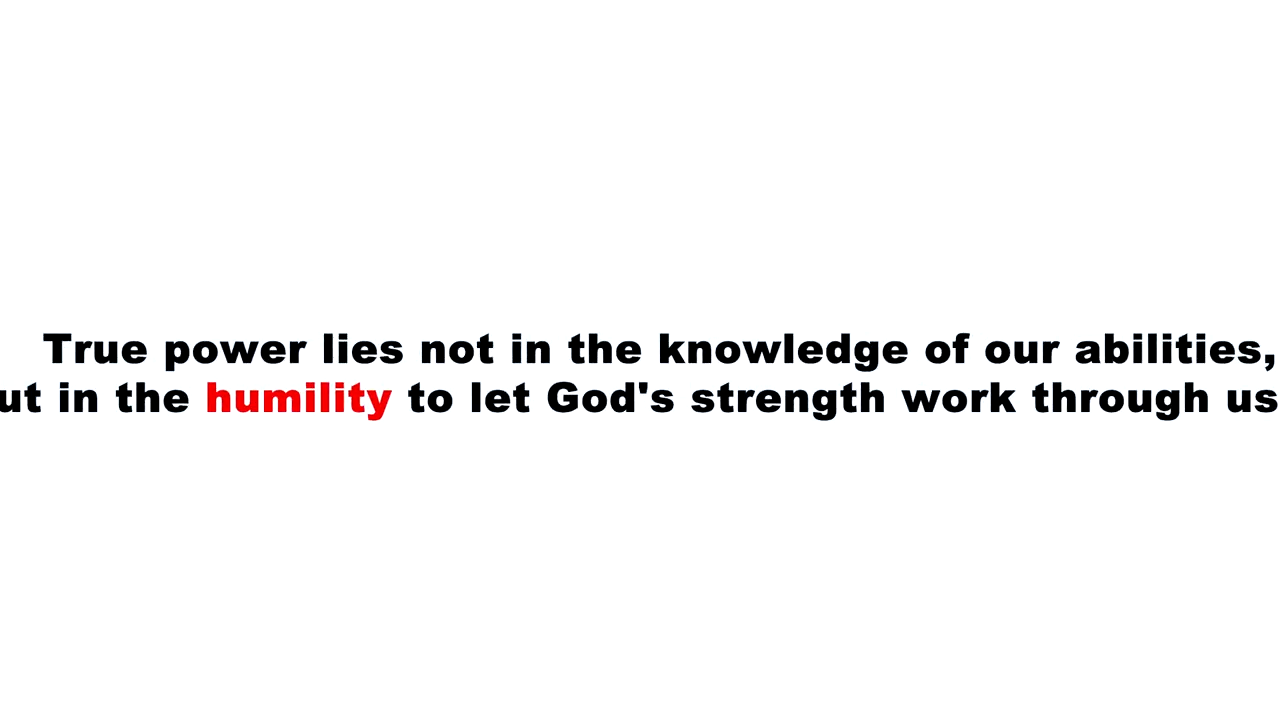 True power lies not in the knowledge of our abilities,
ut in the humility to let God's strength work through us